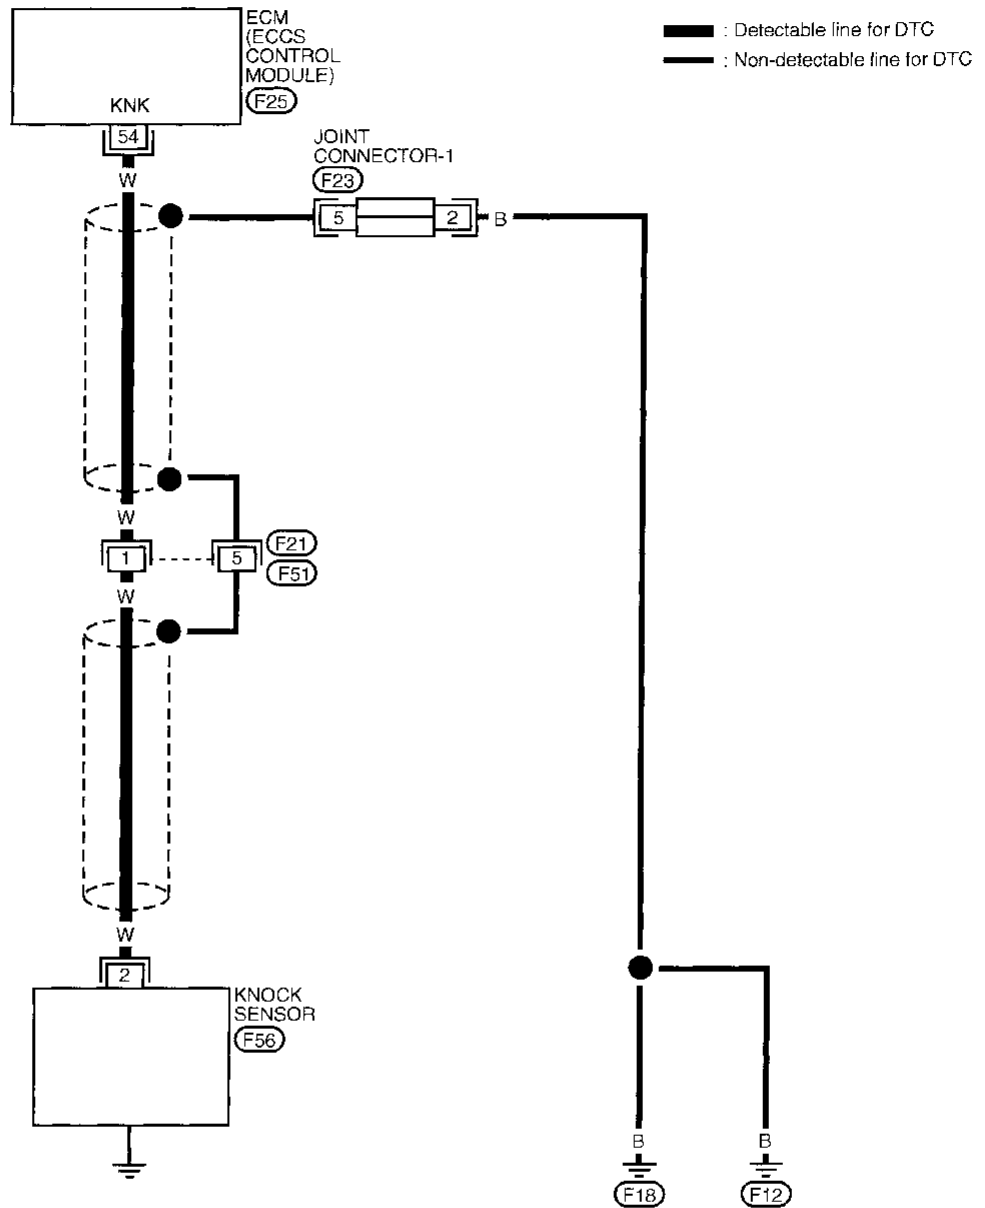 ECM
(ECCS
CONTROL
MODULE)
F25
KNK
54
W
: Detectable line for DTC
: Non-detectable line for DTC
JOINT
CONNECTOR-1
F23
5
2
B
W
1
5
F21
F51
W
W
2
KNOCK
SENSOR
F56
B
B
F18
F12